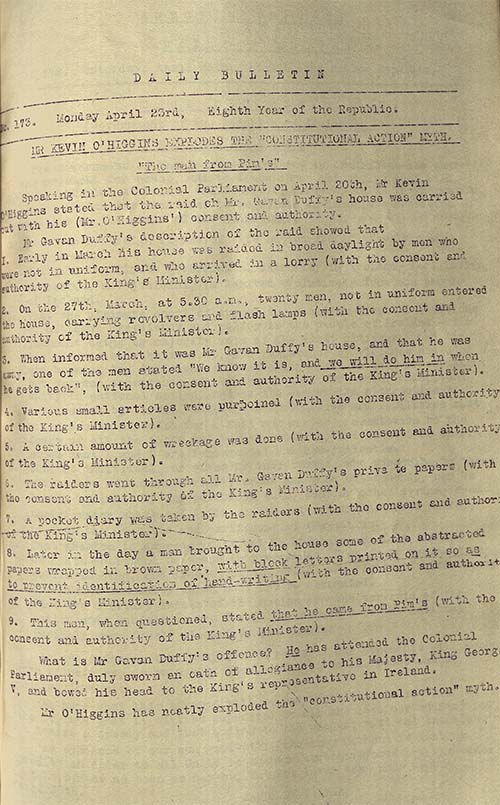 DAILY BULLETIN
No. 173. Monday April 23rd, Eighth Year of the Republic.
MR KEVIN O'HIGGINS EXPLODES THE "CONSTITUTIONAL ACTION" MYTH.
"The man from Pim's"
Speaking in the Colonial Parliament on April 20th, Mr Kevin
O'Higgins stated that the raid on Mr. Gavan Duffy's house was carried
out with his (Mr.O'Higgins') consent and authority.
Mr Gavan Duffy's description of the raid showed that
1. Early in March his house was raided in broad daylight by men who
were not in uniform, and who arrived in a lorry (with the consent and
authority of the King's Minister).
2. On the 27th, March, at 5.30 a.m., twenty men, not in uniform entered
the house, carrying revolvers and flash lamps (with the consent and
authority of the King's Minister).
3. When informed that it was Mr Gavan Duffy's house, and that he was
away, one of the men stated "We know it is, and we will do him in when
he gets back", (with the consent and authority of the King's Minister).
4. Various small articles were purpoined (with the consent and authority
of the King's Minister).
5. A certain amount of wreckage was done (with the consent and authority
of the King's Minister).
6. The raiders went through all Mr. Gavan Duffy's priva te papers (with
the consent and authority of the King's Minister).
7. A pocket diary was taken by the raiders (with the consent and author
of the King's Minister).
8. Later in the day a man brought to the house some of the abstracted
papers wrapped in brown paper, with block letters printed on it so as
to prevent identification of hand-writing (with the consent and authorit
of the King's Minister).
9. This man, when questioned, stated that he came from Pim's (with the
consent and authority of the King's Minister).
What is Mr Gavan Duffy's offence? He has attended the Colonial
Parliament, duly sworn an oath of allegiance to his Majesty, King George
V, and bowed his head to the King's representative in Ireland.
Mr O'Higgins has neatly exploded the "constitutional action" myth.